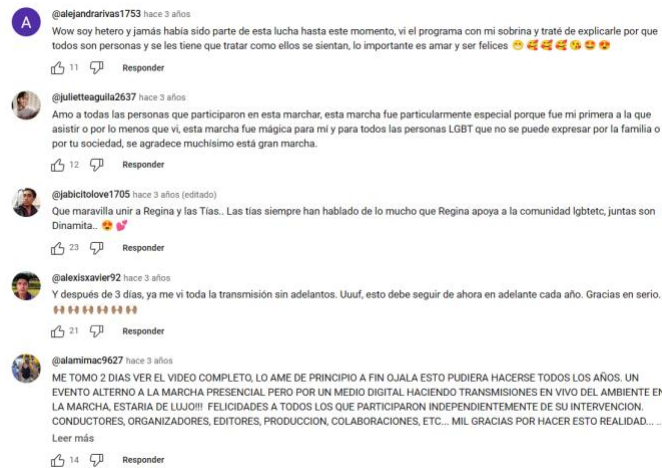 A
@alejandrarivas1753 hace 3 años
Wow soy hetero y jamás había sido parte de esta lucha hasta este momento, vi el programa con mi sobrina y traté de explicarle por que
todos son personas y se les tiene que tratar como ellos se sientan, lo importante es amar y ser felices 😁🥰🥰🥰😘🤩😍
11 Responder
@julietteaguila2637 hace 3 años
Amo a todas las personas que participaron en esta marchar, esta marcha fue particularmente especial porque fue mi primera a la que
asistir o por lo menos que vi, esta marcha fue mágica para mí y para todos las personas LGBT que no se puede expresar por la familia o
por tu sociedad, se agradece muchísimo está gran marcha.
12 Responder
@jabicitolove1705 hace 3 años (editado)
Que maravilla unir a Regina y las Tías.. Las tías siempre han hablado de lo mucho que Regina apoya a la comunidad lgbtetc, juntas son
Dinamita.. 😍💕
23 Responder
@alexisxavier92 hace 3 años
Y después de 3 días, ya me vi toda la transmisión sin adelantos. Uuuf, esto debe seguir de ahora en adelante cada año. Gracias en serio.
🙌🏽🙌🏽🙌🏽🙌🏽🙌🏽🙌🏽
21 Responder
@alamimac9627 hace 3 años
ME TOMO 2 DIAS VER EL VIDEO COMPLETO, LO AME DE PRINCIPIO A FIN OJALA ESTO PUDIERA HACERSE TODOS LOS AÑOS. UN
EVENTO ALTERNO A LA MARCHA PRESENCIAL PERO POR UN MEDIO DIGITAL HACIENDO TRANSMISIONES EN VIVO DEL AMBIENTE EN
LA MARCHA, ESTARIA DE LUJO!!! FELICIDADES A TODOS LOS QUE PARTICIPARON INDEPENDIENTEMENTE DE SU INTERVENCION.
CONDUCTORES, ORGANIZADORES, EDITORES, PRODUCCION, COLABORACIONES, ETC... MIL GRACIAS POR HACER ESTO REALIDAD... ...
Leer más
14 Responder